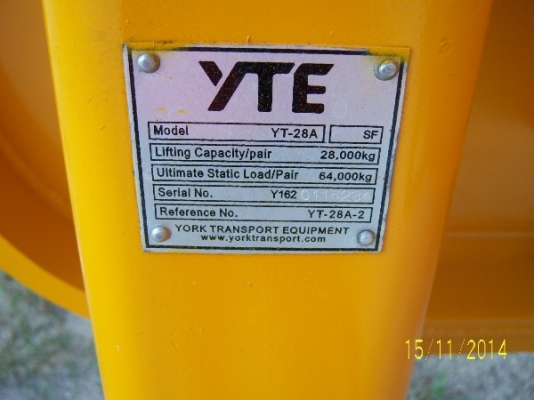 YTE
Model YT-28A SF
Lifting Capacity/pair 28,000kg
Ultimate Static Load/Pair 64,000kg
Serial No. Y162
Reference No. YT-28A-2
YORK TRANSPORT EQUIPMENT
www.yorktransport.com
15/11/2014